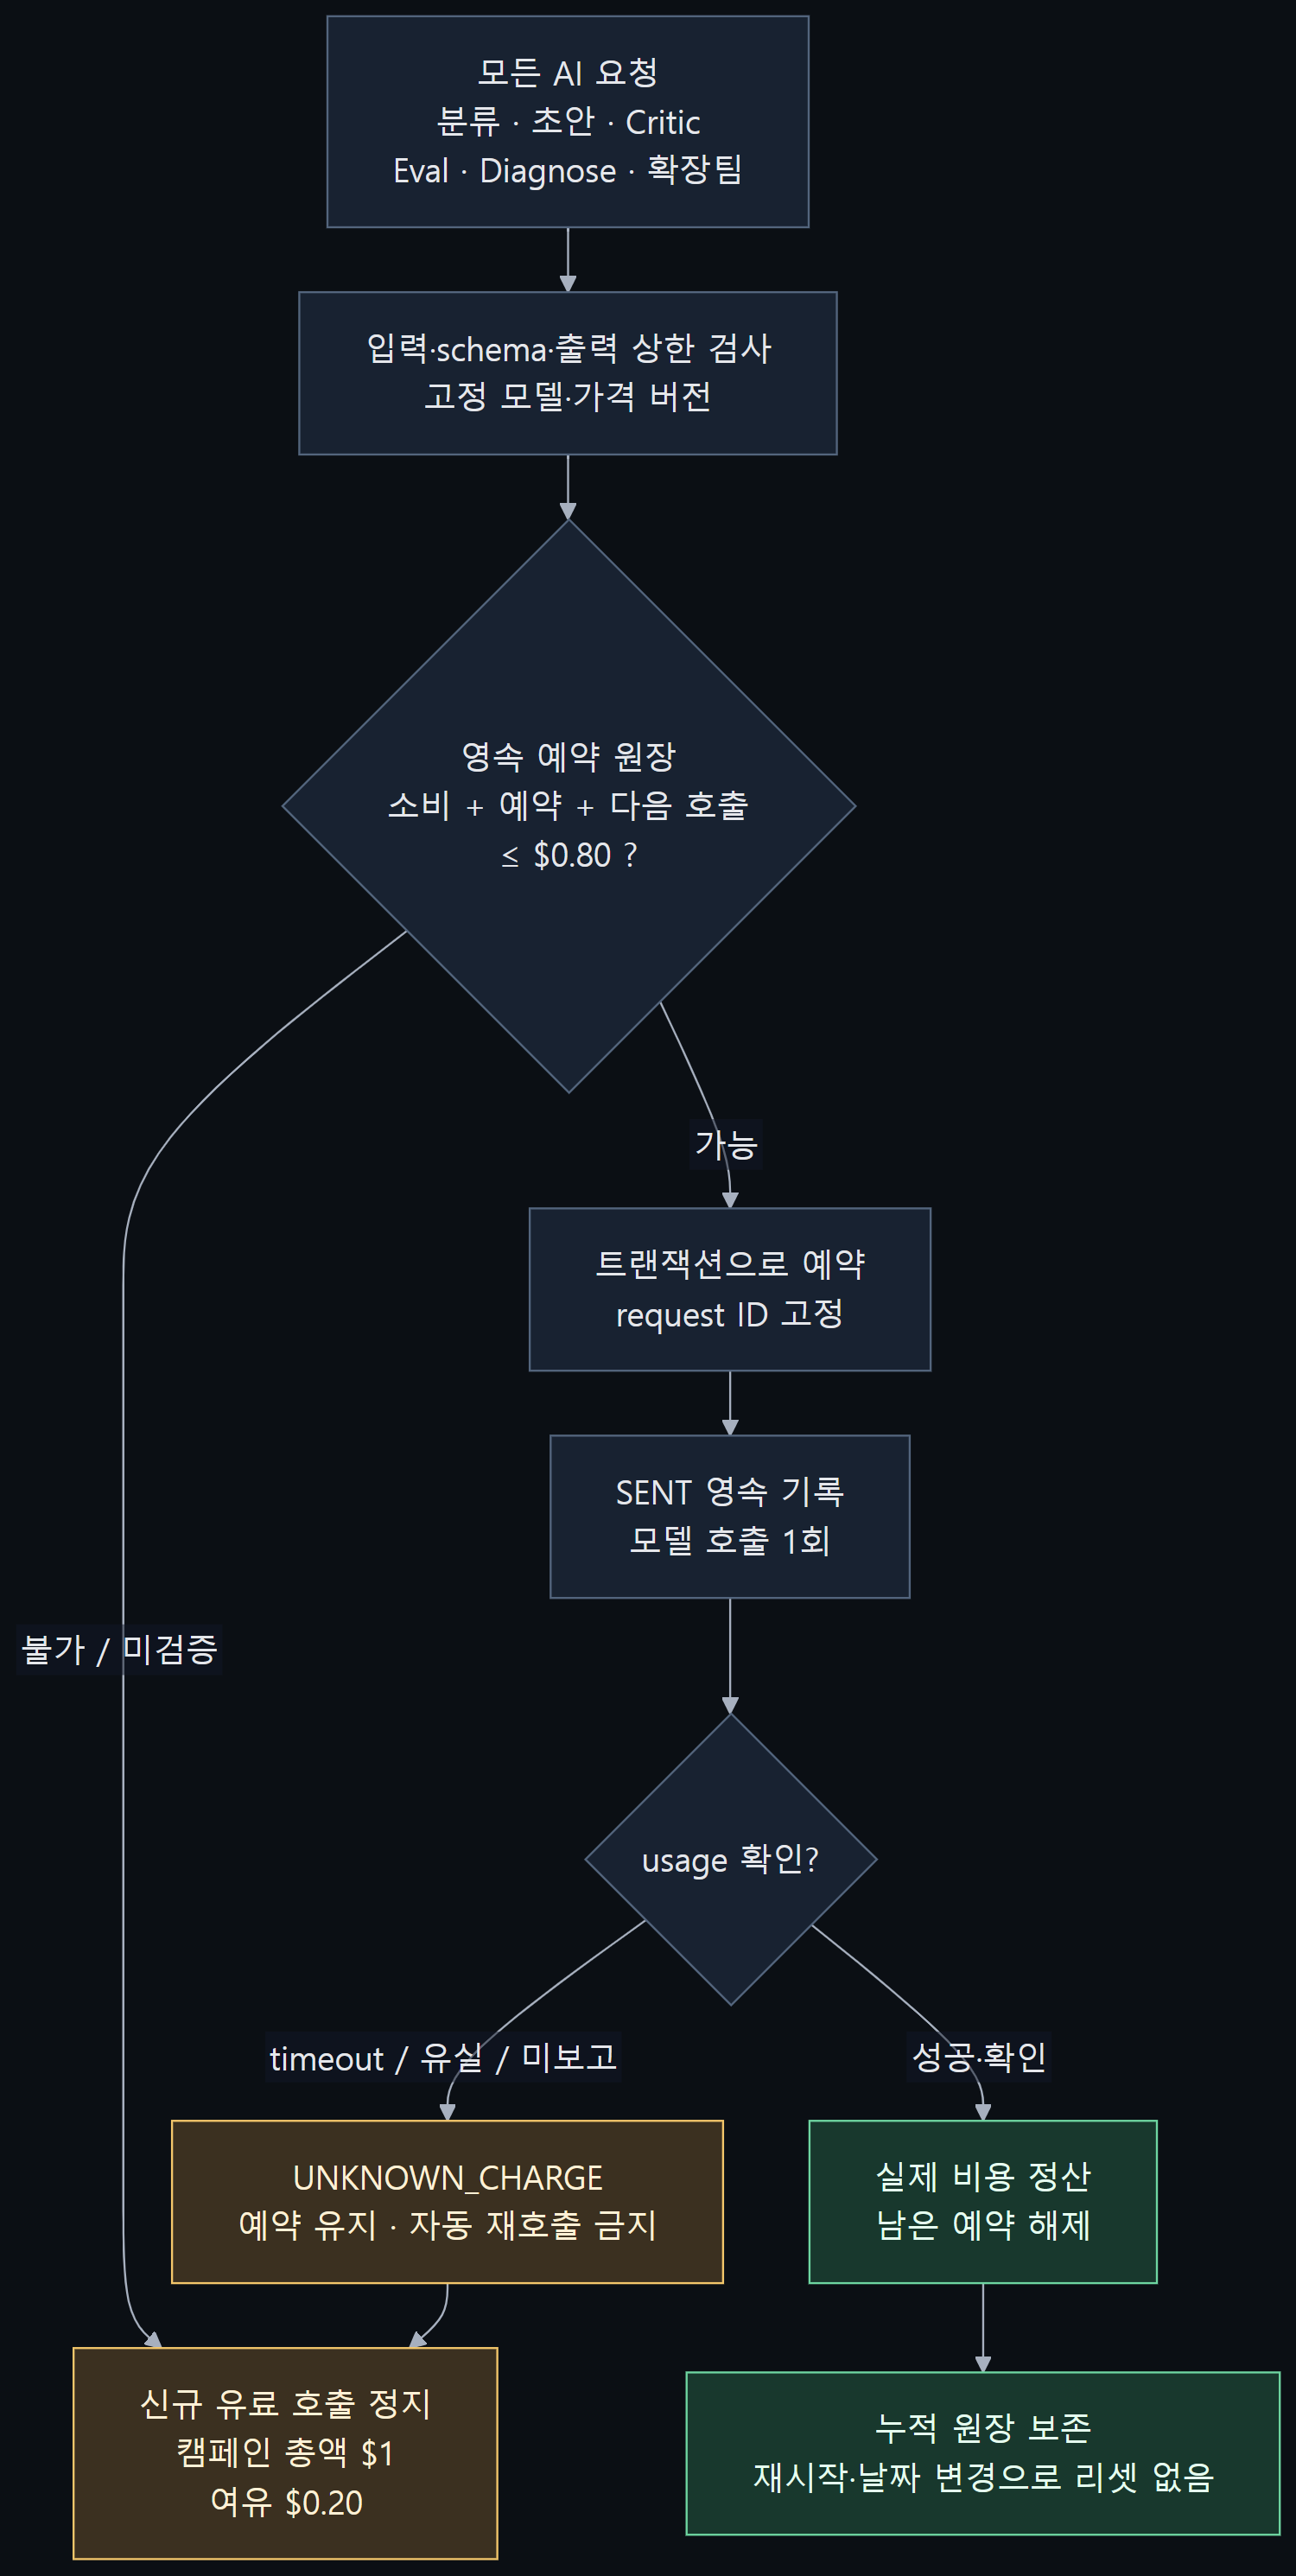 모든 AI 요청
분류 · 초안 · Critic
Eval · Diagnose · 확장팀
입력·schema·출력 상한 검사
고정 모델·가격 버전
영속 예약 원장
소비 + 예약 + 다음 호출
≤ $0.80 ?
가능
트랜잭션으로 예약
request ID 고정
SENT 영속 기록
모델 호출 1회
불가 / 미검증
usage 확인?
timeout / 유실 / 미보고
성공·확인
UNKNOWN_CHARGE
예약 유지 · 자동 재호출 금지
실제 비용 정산
남은 예약 해제
신규 유료 호출 정지
캠페인 총액 $1
여유 $0.20
누적 원장 보존
재시작·날짜 변경으로 리셋 없음